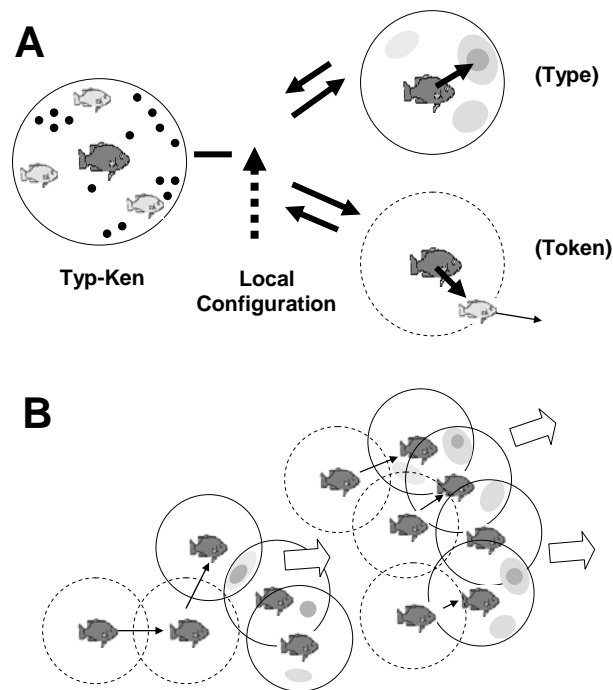 A
(Type)
(Token)
Typ-Ken
Local
Configuration
B